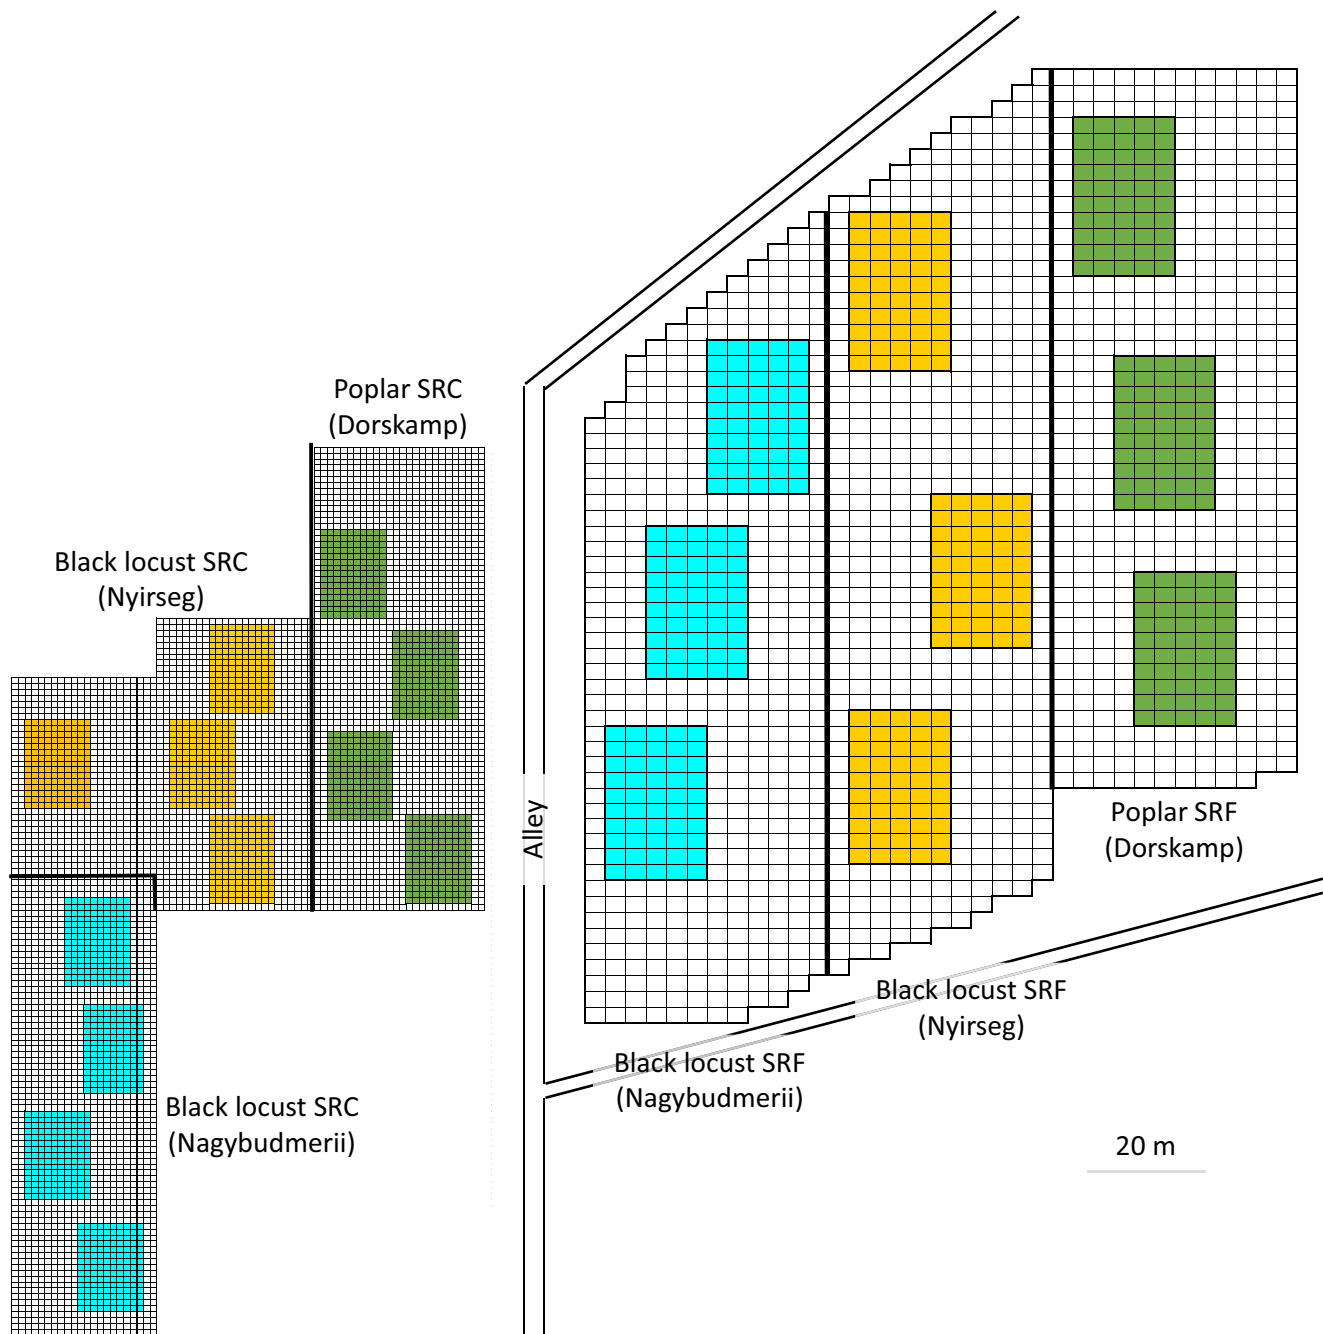 Poplar SRC
(Dorskamp)
Black locust SRC
(Nyirseg)
Alley
Poplar SRF
(Dorskamp)
Black locust SRF
(Nyirseg)
Black locust SRF
(Nagybudmerii)
Black locust SRC
(Nagybudmerii)
20 m